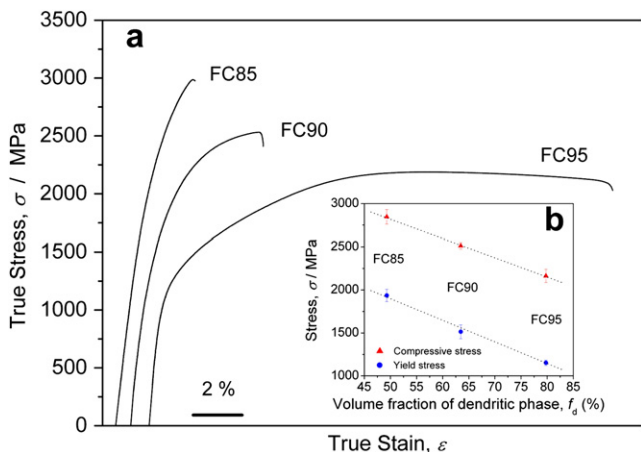 3500
3000
2500
2000
1500
1000
500
0
True Stress, σ / MPa
a
FC85
FC90
FC95
2 %
True Stain, ε
b
3000
2500
2000
1500
1000
Stress, σ / MPa
FC85
FC90
FC95
Compressive stress
Yield stress
45 50 55 60 65 70 75 80 85
Volume fraction of dendritic phase, f_d (%)